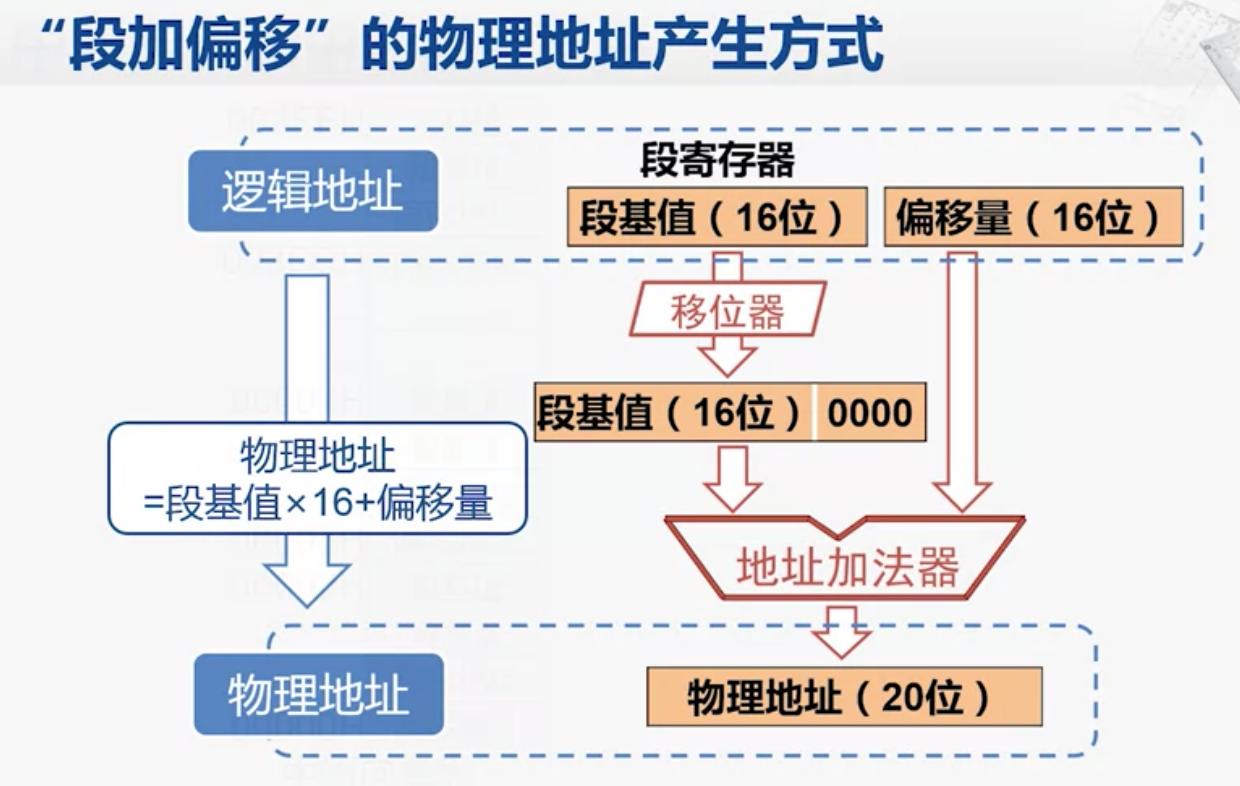 “段加偏移”的物理地址产生方式
逻辑地址
段寄存器
段基值（16位） 偏移量（16位）
移位器
段基值（16位） 0000
物理地址
=段基值×16+偏移量
地址加法器
物理地址
物理地址（20位）